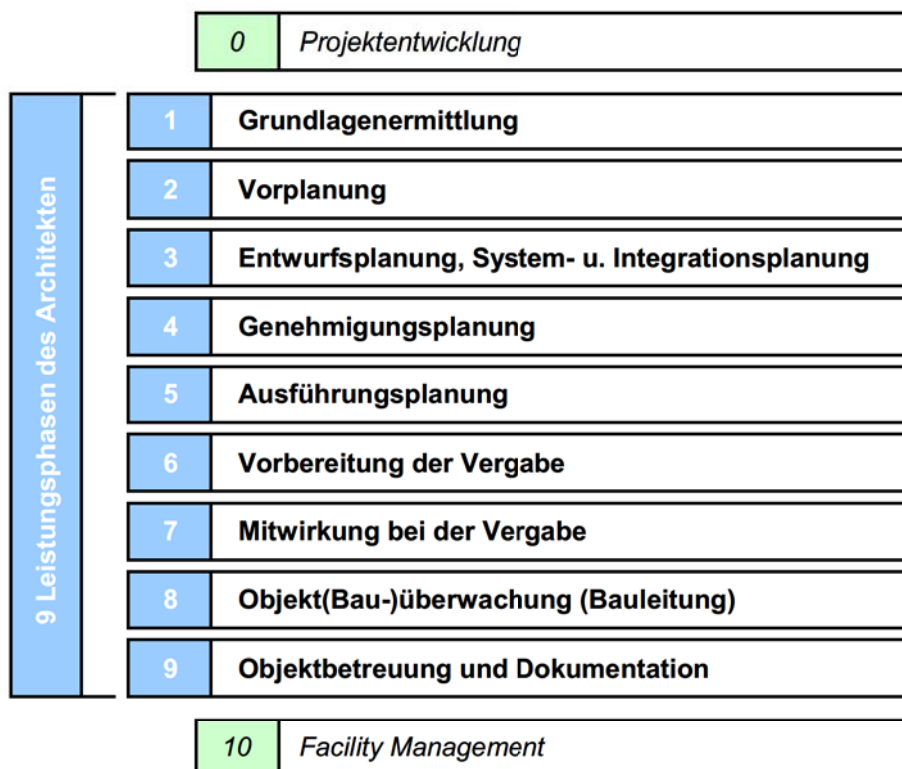 0 Projektentwicklung
9 Leistungsphasen des Architekten
1 Grundlagenermittlung
2 Vorplanung
3 Entwurfsplanung, System- u. Integrationsplanung
4 Genehmigungsplanung
5 Ausführungsplanung
6 Vorbereitung der Vergabe
7 Mitwirkung bei der Vergabe
8 Objekt(Bau-)überwachung (Bauleitung)
9 Objektbetreuung und Dokumentation
10 Facility Management